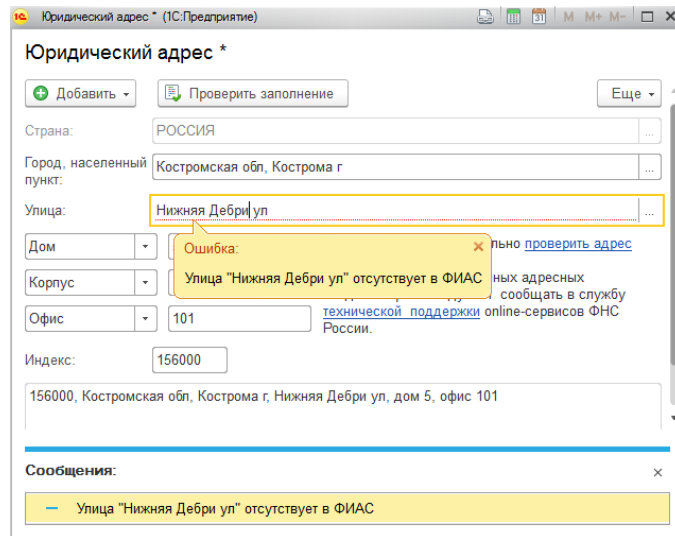 Юридический адрес * (1С:Предприятие)
31 M M+ M-
Юридический адрес *
Добавить
Проверить заполнение
Еще
Страна: РОССИЯ ...
Город, населенный пункт: Костромская обл, Кострома г ...
Улица: Нижняя Дебри ул ...
Дом
Ошибка:
Улица "Нижняя Дебри ул" отсутствует в ФИАС
проверить адрес
Корпус
ных адресных
сообщать в службу
Офис 101
технической поддержки online-сервисов ФНС
России.
Индекс: 156000
156000, Костромская обл, Кострома г, Нижняя Дебри ул, дом 5, офис 101
Сообщения:
Улица "Нижняя Дебри ул" отсутствует в ФИАС